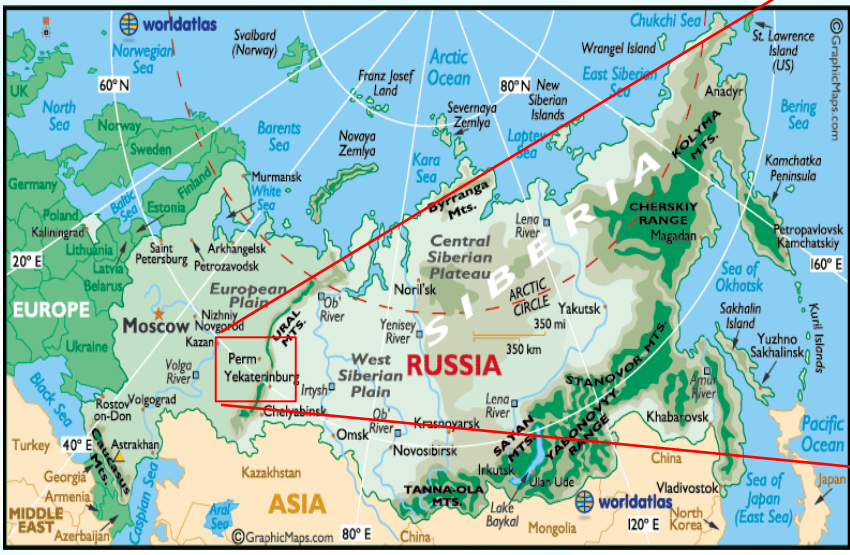 worldatlas
Norwegian
Sea
Svalbard
(Norway)
Arctic
Ocean
Chukchi Sea
Wrangel Island
St. Lawrence
Island
(US)
©GraphicMaps.com
60° N
80° N
UK
North
Sea
Franz Josef
Land
Severnaya
Zemlya
New
Siberian
Islands
East Siberian
Sea
Anadyr
Bering
Sea
Norway
Sweden
Barents
Sea
Novaya
Zemlya
Kara
Sea
Laptev
Sea
KOLYMA
MTS.
Kamchatka
Peninsula
Germany
Finland
Murmansk
White
Sea
Baltic
Sea
Byrranga
Mts.
CHERSKIY
RANGE
Magadan
Petropavlovsk
Kamchatskiy
Poland
Kaliningrad
Estonia
Lena
River
SIBERIA
20° E
Lithuania
Latvia
Belarus
Saint
Petersburg
Arkhangelsk
Petrozavodsk
Central
Siberian
Plateau
160° E
Sea of
Okhotsk
EUROPE
European
Plain
Noril'sk
ARCTIC
CIRCLE
Yakutsk
Moscow
Nizhniy
Novgorod
URAL
MTS.
Ob'
River
Yenisey
River
350 mi
350 km
Sakhalin
Island
Kuril Islands
Ukraine
Kazan
Perm
Yekaterinburg
Volga
River
Irtysh
West
Siberian
Plain
RUSSIA
STANOVOR MTS.
Yuzhno
Sakhalinsk
Amur
River
Black Sea
Rostov
on-Don
Volgograd
Chelyabinsk
Ob'
River
Krasnoyarsk
Lena
River
Khabarovsk
Pacific
Ocean
Turkey
40° E
Caucasus
Mts.
Astrakhan
Omsk
Novosibirsk
SAYAN
MTS.
YABONOVYY
RANGE
China
Georgia
Armenia
MIDDLE
EAST
Azerbaijan
Caspian Sea
Kazakhstan
ASIA
Aral
Sea
Irkutsk
Ulan Ude
Vladivostok
Japan
TANNA-OLA
MTS.
Lake
Baykal
worldatlas
Sea of
Japan
(East Sea)
©GraphicMaps.com
80° E
China
Mongolia
120° E
North
Korea